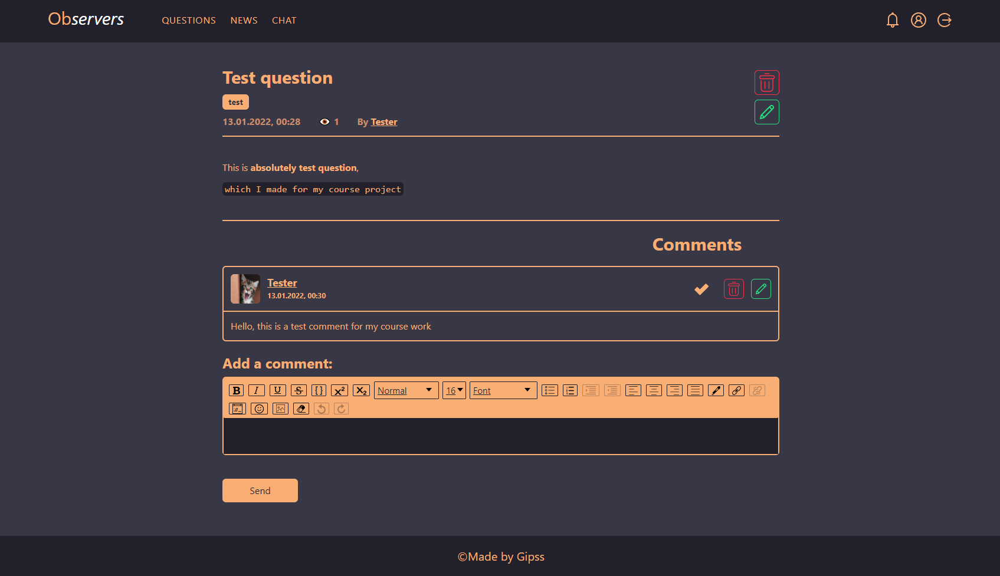 Observers QUESTIONS NEWS CHAT
Test question
test
13.01.2022, 00:28 1 By Tester
This is absolutely test question,
which I made for my course project
Comments
Tester
13.01.2022, 00:30
Hello, this is a test comment for my course work
Add a comment:
B I U S {} X² X₂ Normal 16 Font
Send
©Made by Gipss